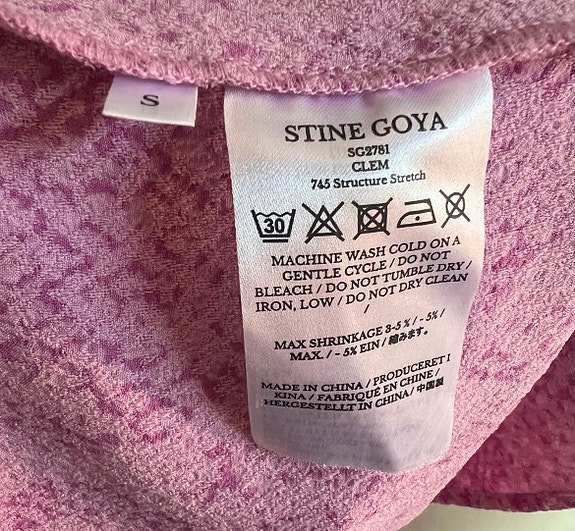 S
STINE GOYA
SG2781
CLEM
745 Structure Stretch
30
MACHINE WASH COLD ON A
GENTLE CYCLE / DO NOT
BLEACH / DO NOT TUMBLE DRY /
IRON, LOW / DO NOT DRY CLEAN
/
MAX SHRINKAGE 3-5 % / - 5% /
MAX. / - 5% EIN / 縮みます。
MADE IN CHINA / PRODUCERET I
KINA / FABRIQUÉ EN CHINE /
HERGESTELLT IN CHINA / 中国製